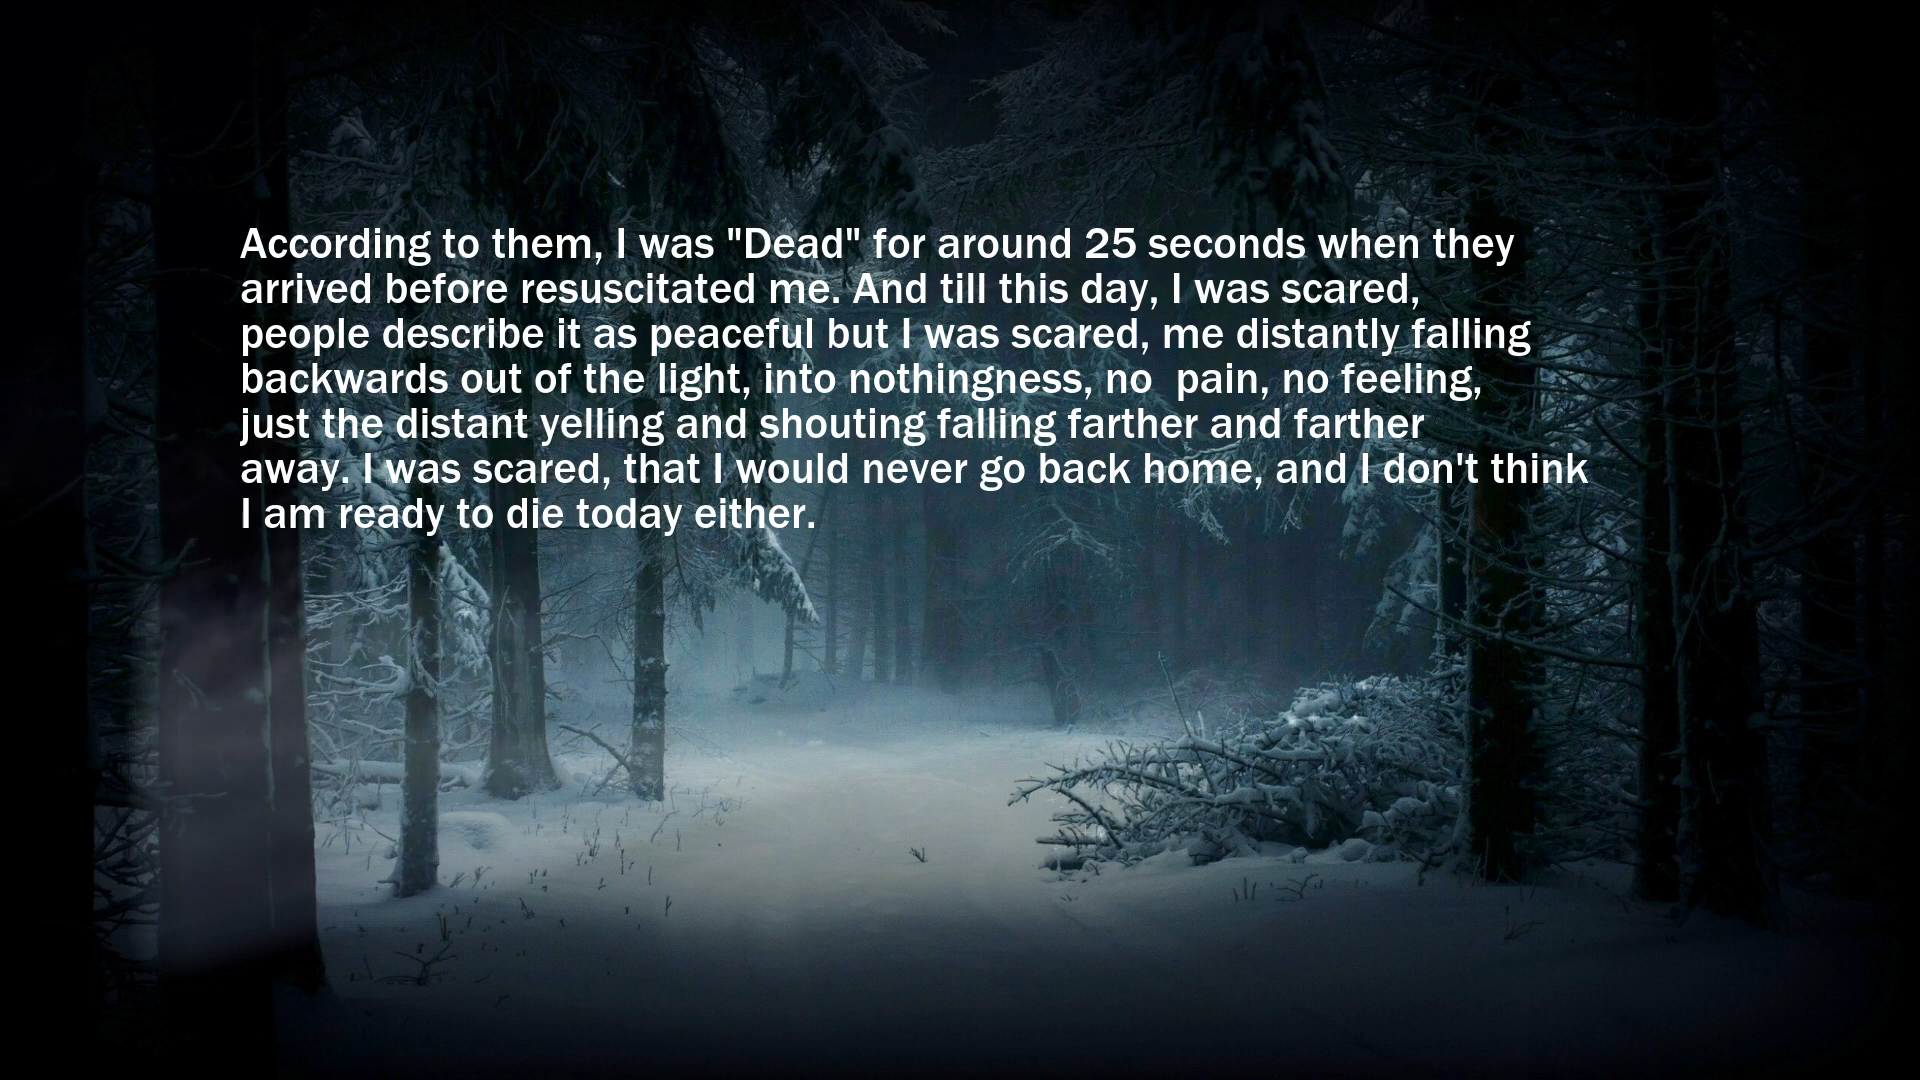 According to them, I was "Dead" for around 25 seconds when they
arrived before resuscitated me. And till this day, I was scared,
people describe it as peaceful but I was scared, me distantly falling
backwards out of the light, into nothingness, no  pain, no feeling,
just the distant yelling and shouting falling farther and farther
away. I was scared, that I would never go back home, and I don't think
I am ready to die today either.